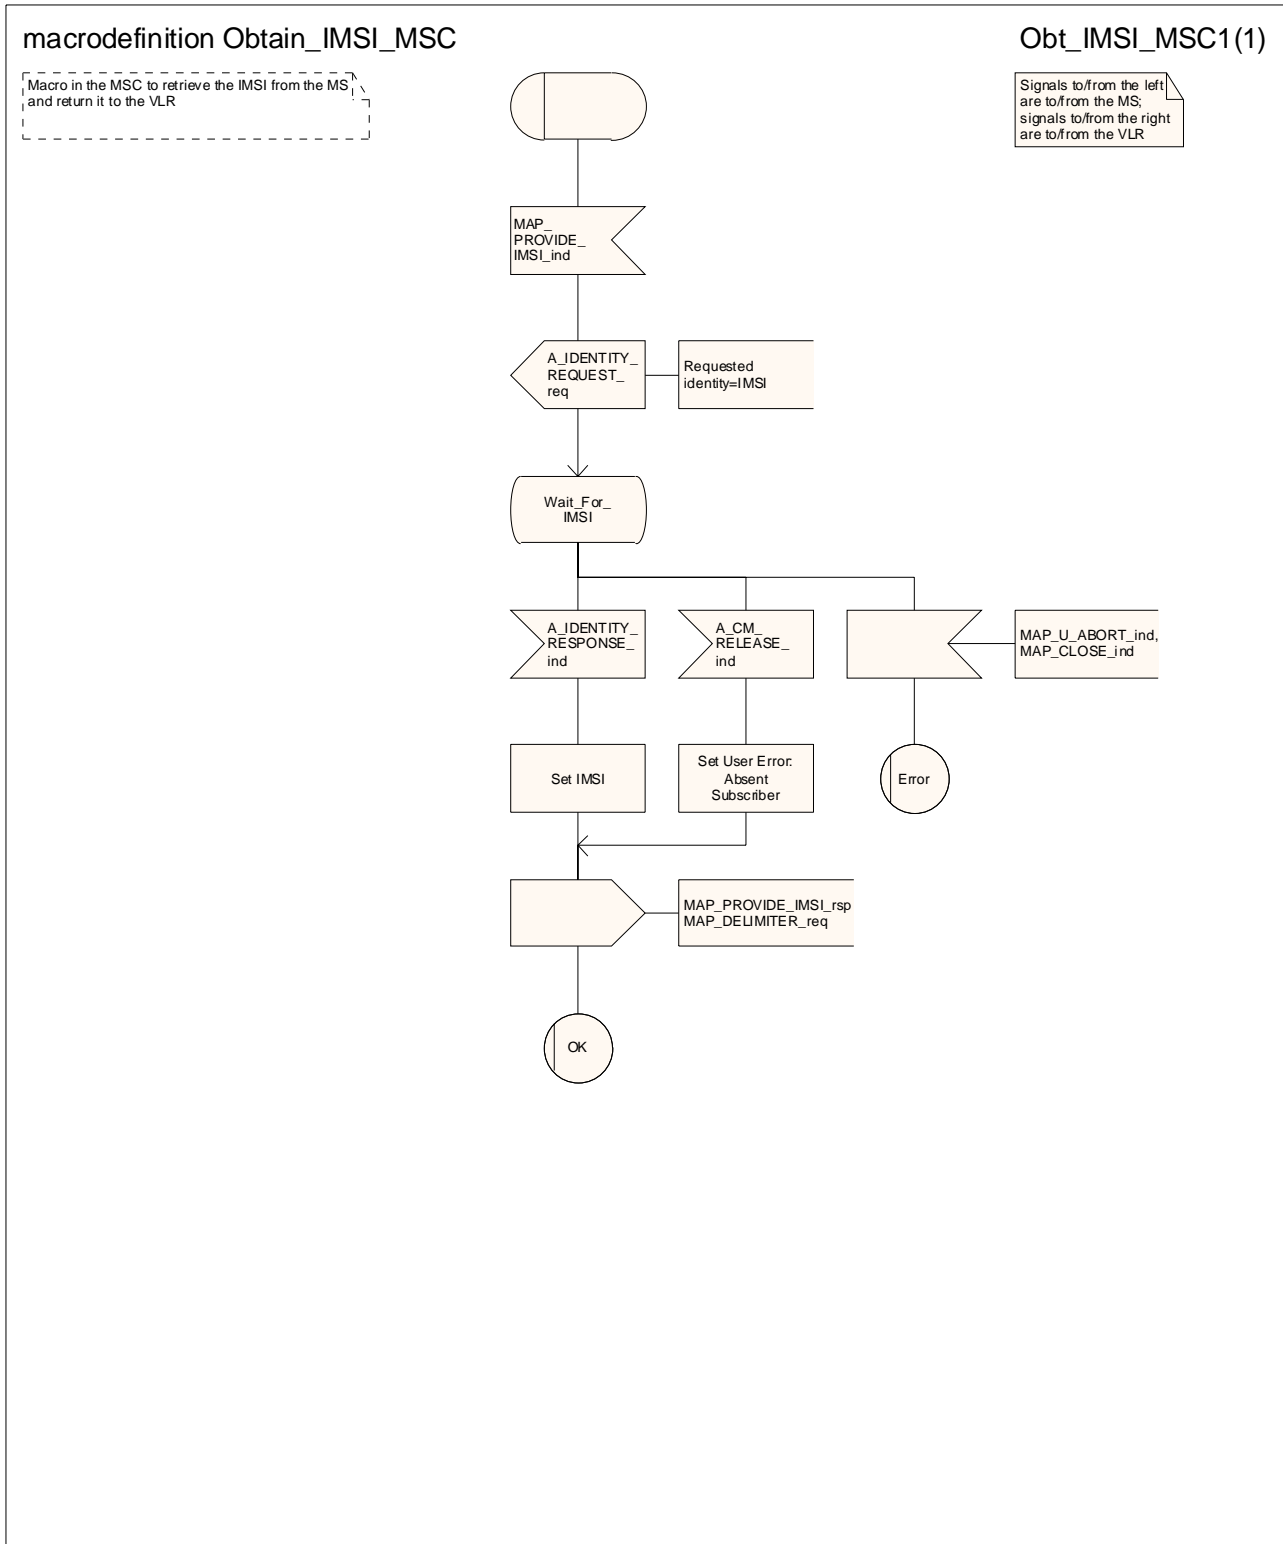 macrodefinition Obtain_IMSI_MSC
Obt_IMSI_MSC1(1)
Macro in the MSC to retrieve the IMSI from the MS
and return it to the VLR
Signals to/from the left
are to/from the MS;
signals to/from the right
are to/from the VLR
MAP_
PROVIDE_
IMSI_ind
A_IDENTITY_
REQUEST_
req
Requested
identity=IMSI
Wait_For_
IMSI
A_IDENTITY_
RESPONSE_
ind
A_CM_
RELEASE_
ind
MAP_U_ABORT_ind,
MAP_CLOSE_ind
Set IMSI
Set User Error:
Absent
Subscriber
Error
MAP_PROVIDE_IMSI_rsp
MAP_DELIMITER_req
OK